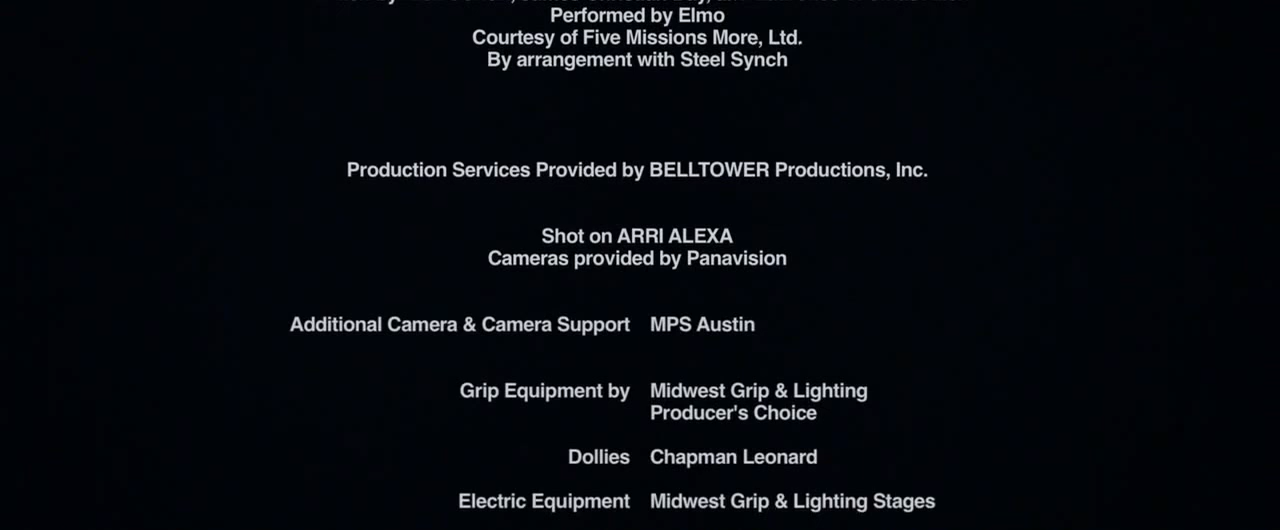 Performed by Elmo
Courtesy of Five Missions More, Ltd.
By arrangement with Steel Synch
Production Services Provided by BELLTOWER Productions, Inc.
Shot on ARRI ALEXA
Cameras provided by Panavision
Additional Camera & Camera Support MPS Austin
Grip Equipment by Midwest Grip & Lighting
Producer's Choice
Dollies Chapman Leonard
Electric Equipment Midwest Grip & Lighting Stages